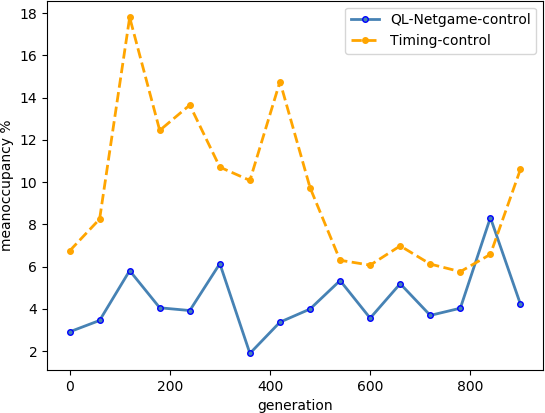 QL-Netgame-control
Timing-control
18
16
14
12
10
8
6
4
2
meanoccupancy %
0 200 400 600 800
generation